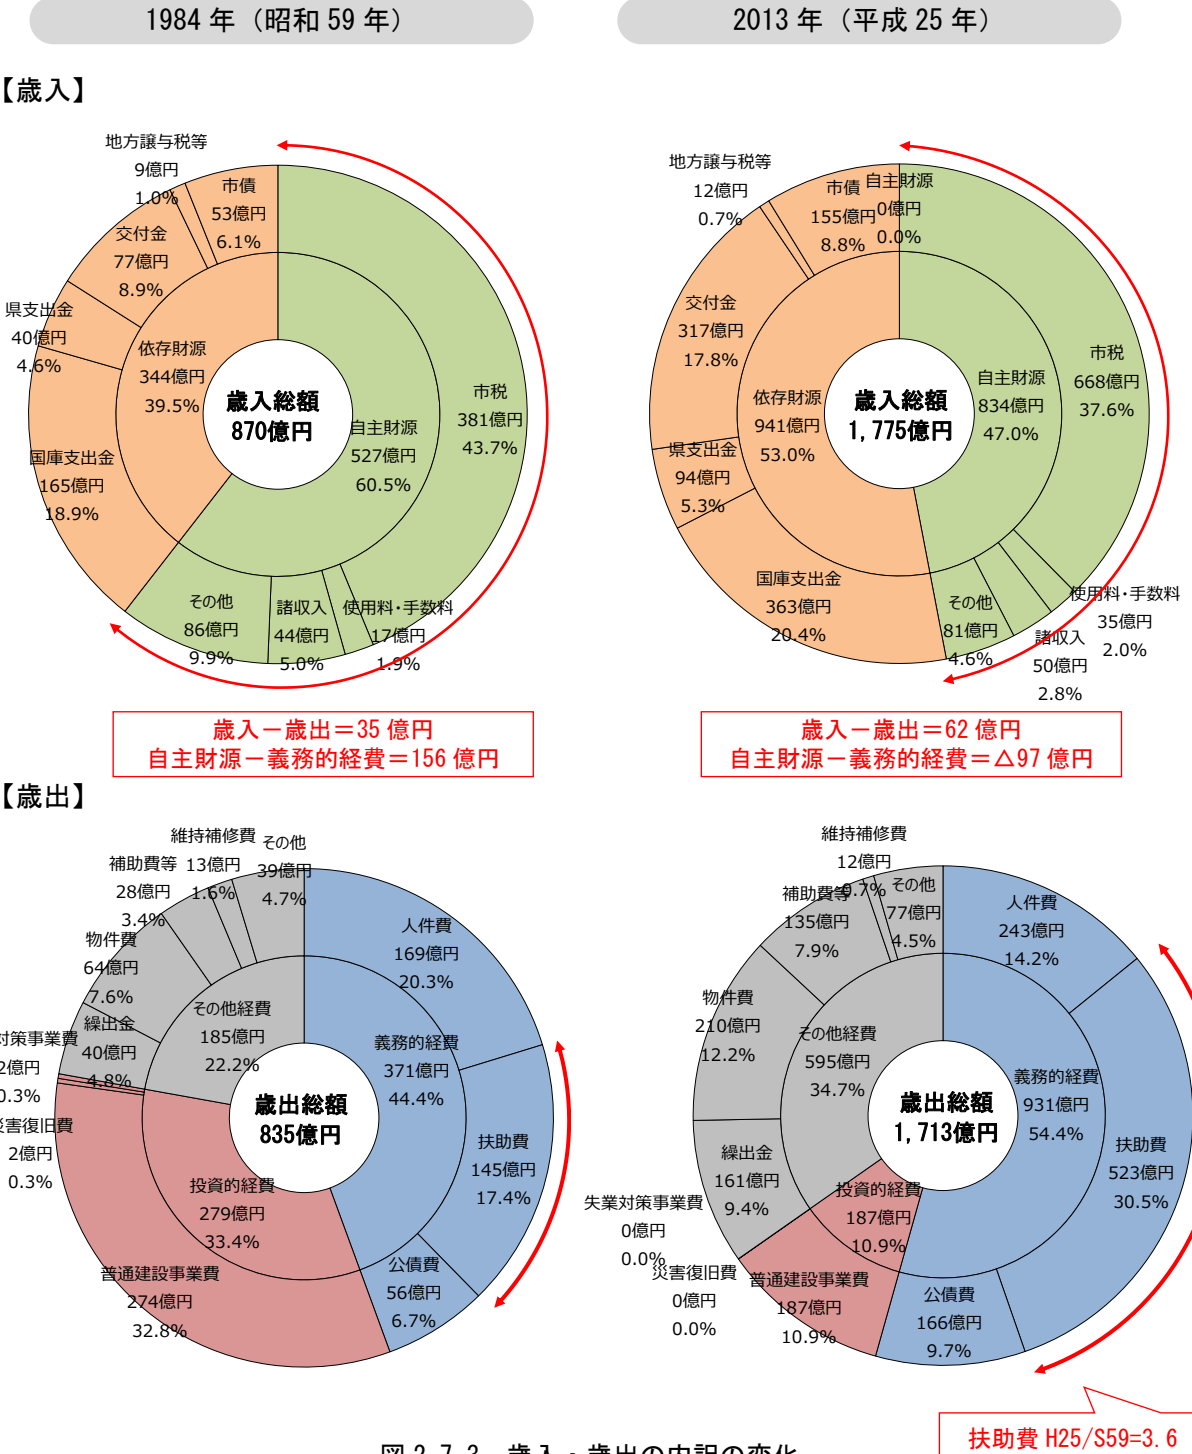 1984 年（昭和 59 年）
2013 年（平成 25 年）
【歳入】
地方譲与税等
9億円
1.0%
市債
53億円
6.1%
交付金
77億円
8.9%
県支出金
40億円
4.6%
依存財源
344億円
39.5%
国庫支出金
165億円
18.9%
歳入総額
870億円
自主財源
527億円
60.5%
市税
381億円
43.7%
その他
86億円
9.9%
諸収入
44億円
5.0%
使用料・手数料
17億円
1.9%
歳入－歳出＝35 億円
自主財源－義務的経費＝156 億円
地方譲与税等
12億円
0.7%
市債
155億円
8.8%
自主財源
0億円
0.0%
交付金
317億円
17.8%
県支出金
94億円
5.3%
依存財源
941億円
53.0%
歳入総額
1,775億円
自主財源
834億円
47.0%
市税
668億円
37.6%
国庫支出金
363億円
20.4%
その他
81億円
4.6%
諸収入
50億円
2.8%
使用料・手数料
35億円
2.0%
歳入－歳出＝62 億円
自主財源－義務的経費＝△97 億円
【歳出】
維持補修費
13億円
1.6%
その他
39億円
4.7%
補助費等
28億円
3.4%
物件費
64億円
7.6%
繰出金
40億円
4.8%
対策事業費
2億円
0.3%
災害復旧費
2億円
0.3%
その他経費
185億円
22.2%
歳出総額
835億円
人件費
169億円
20.3%
義務的経費
371億円
44.4%
扶助費
145億円
17.4%
公債費
56億円
6.7%
投資的経費
279億円
33.4%
普通建設事業費
274億円
32.8%
維持補修費
12億円
0.7%
その他
77億円
4.5%
補助費等
135億円
7.9%
物件費
210億円
12.2%
その他経費
595億円
34.7%
繰出金
161億円
9.4%
失業対策事業費
0億円
0.0%
災害復旧費
0億円
0.0%
歳出総額
1,713億円
人件費
243億円
14.2%
義務的経費
931億円
54.4%
扶助費
523億円
30.5%
公債費
166億円
9.7%
投資的経費
187億円
10.9%
普通建設事業費
187億円
10.9%
扶助費 H25/S59=3.6
図 2.7.3 歳入・歳出の内訳の変化